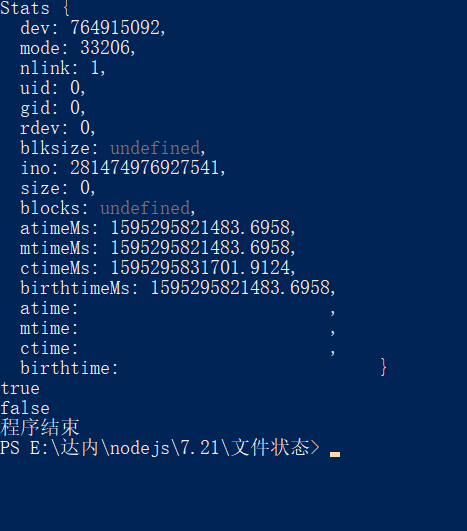 Stats {
  dev: 764915092,
  mode: 33206,
  nlink: 1,
  uid: 0,
  gid: 0,
  rdev: 0,
  blksize: undefined,
  ino: 281474976927541,
  size: 0,
  blocks: undefined,
  atimeMs: 1595295821483.6958,
  mtimeMs: 1595295821483.6958,
  ctimeMs: 1595295831701.9124,
  birthtimeMs: 1595295821483.6958,
  atime:                         ,
  mtime:                         ,
  ctime:                         ,
  birthtime:                          }
true
false
程序结束
PS E:\达内\nodejs\7.21\文件状态>